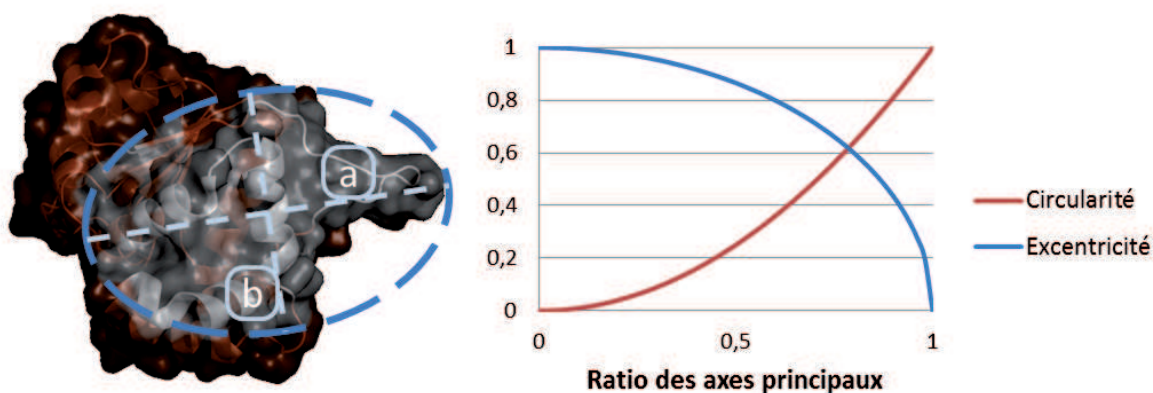 a
b
1
0,8
0,6
0,4
0,2
0
0
0,5
1
Ratio des axes principaux
Circularité
Excentricité